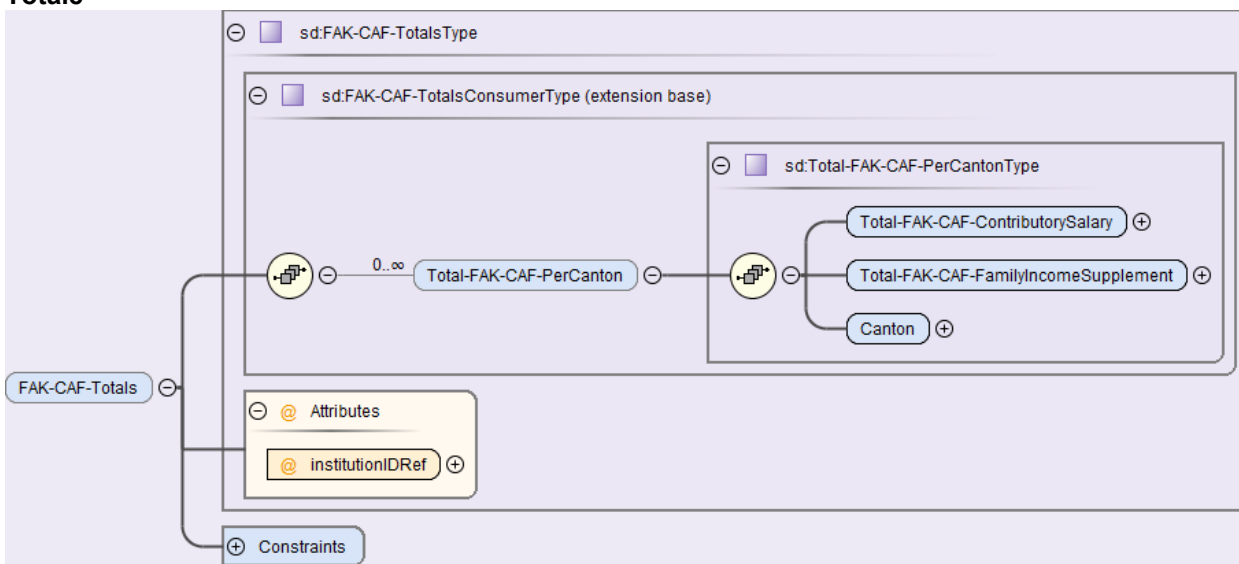 Totals
sd:FAK-CAF-TotalsType
sd:FAK-CAF-TotalsConsumerType (extension base)
sd:Total-FAK-CAF-PerCantonType
Total-FAK-CAF-ContributorySalary
0..∞
Total-FAK-CAF-PerCanton
Total-FAK-CAF-FamilyIncomeSupplement
Canton
FAK-CAF-Totals
@ Attributes
@ institutionIDRef
Constraints